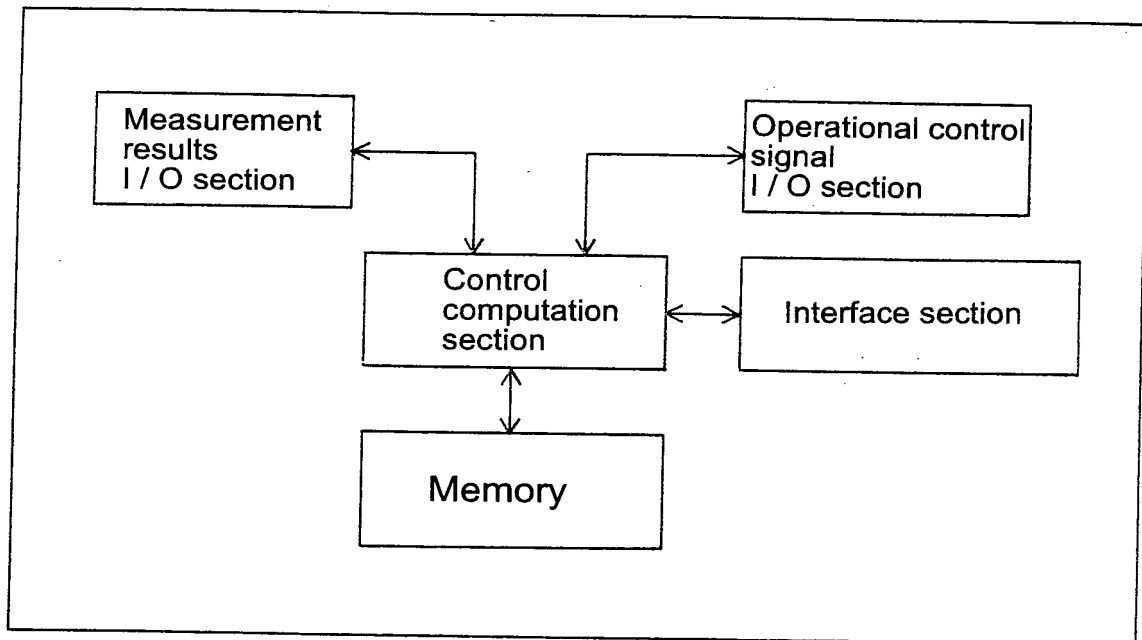 Measurement
results
I / O section
Operational control
signal
I / O section
Control
computation
section
Interface section
Memory